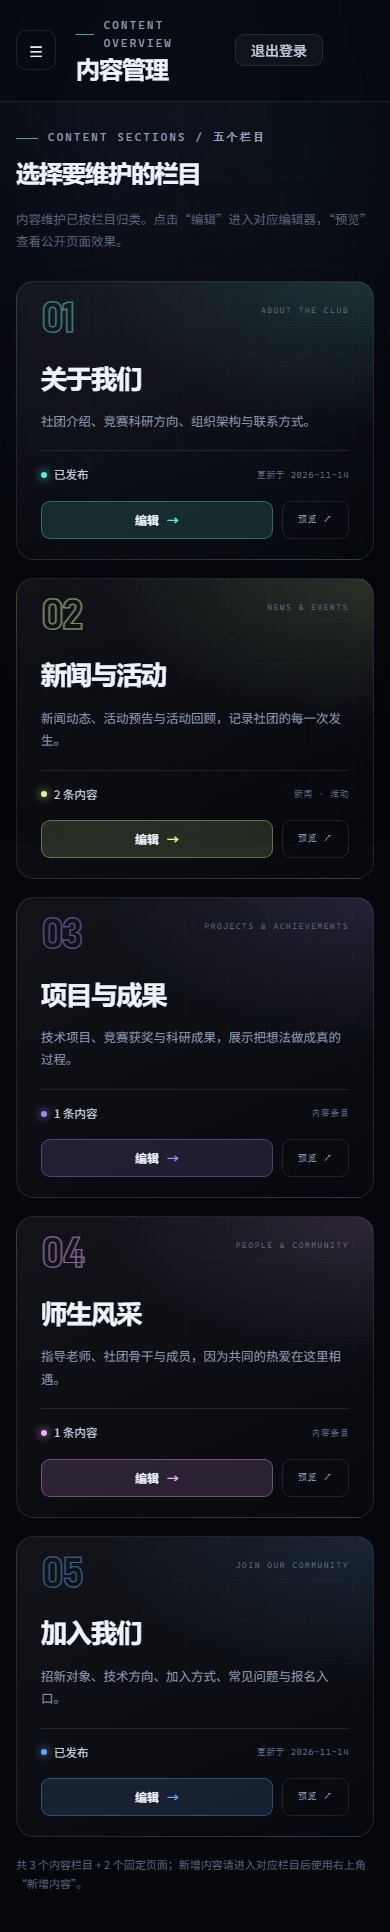 ☰
CONTENT
OVERVIEW
内容管理
退出登录
CONTENT SECTIONS / 五个栏目
选择要维护的栏目
内容维护已按栏目归类。点击“编辑”进入对应编辑器，“预览”
查看公开页面效果。
01
ABOUT THE CLUB
关于我们
社团介绍、竞赛科研方向、组织架构与联系方式。
已发布
更新于 2026-11-14
编辑 →
预览 ↗
02
NEWS & EVENTS
新闻与活动
新闻动态、活动预告与活动回顾，记录社团的每一次发
生。
2 条内容
新闻 · 活动
编辑 →
预览 ↗
03
PROJECTS & ACHIEVEMENTS
项目与成果
技术项目、竞赛获奖与科研成果，展示把想法做成真的
过程。
1 条内容
内容条目
编辑 →
预览 ↗
04
PEOPLE & COMMUNITY
师生风采
指导老师、社团骨干与成员，因为共同的热爱在这里相
遇。
1 条内容
内容条目
编辑 →
预览 ↗
05
JOIN OUR COMMUNITY
加入我们
招新对象、技术方向、加入方式、常见问题与报名入
口。
已发布
更新于 2026-11-14
编辑 →
预览 ↗
共 3 个内容栏目 + 2 个固定页面；新增内容请进入对应栏目后使用右上角
“新增内容”。